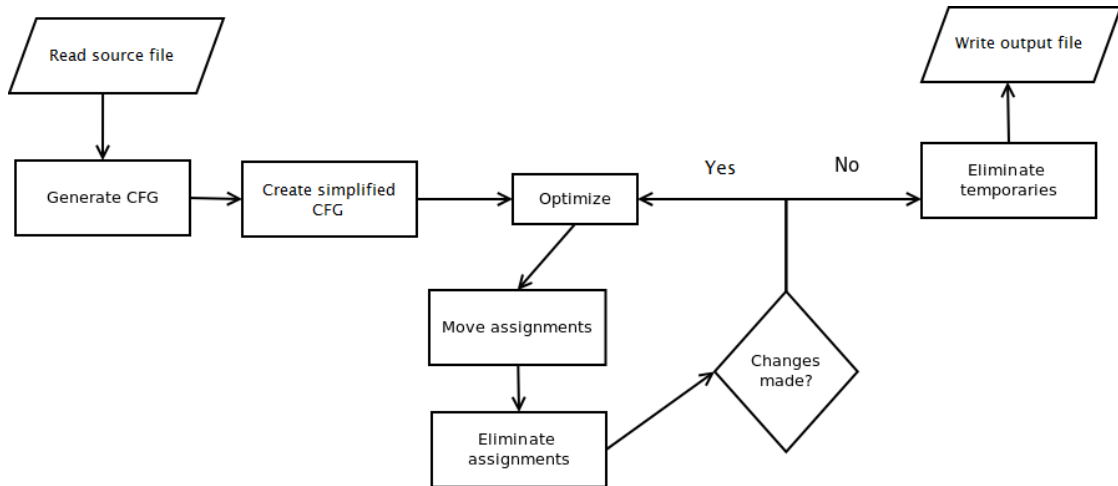 Read source file
Write output file
Generate CFG
Create simplified
CFG
Optimize
Yes
No
Eliminate
temporaries
Move assignments
Changes
made?
Eliminate
assignments